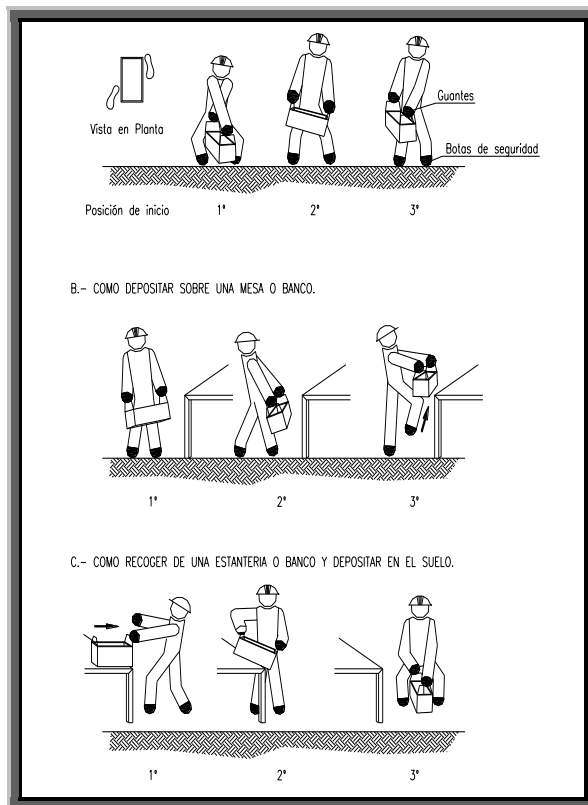 Guantes
Vista en Planta
Botas de seguridad
Posición de inicio 1° 2° 3°
B.- COMO DEPOSITAR SOBRE UNA MESA O BANCO.
1° 2° 3°
C.- COMO RECOGER DE UNA ESTANTERIA O BANCO Y DEPOSITAR EN EL SUELO.
1° 2° 3°